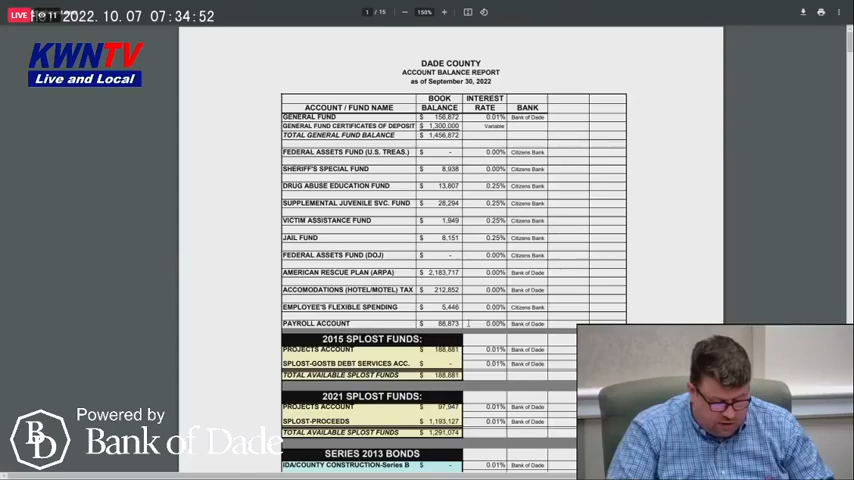 LIVE 11 2022. 10. 07 07:34:52
1 / 15 150%
KWNTV
Live and Local
DADE COUNTY
ACCOUNT BALANCE REPORT
as of September 30, 2022
BOOK INTEREST
ACCOUNT / FUND NAME BALANCE RATE BANK
GENERAL FUND $ 156,872 0.01% Bank of Dade
GENERAL FUND CERTIFICATES OF DEPOSIT $ 1,300,000 Variable
TOTAL GENERAL FUND BALANCE $ 1,456,872
FEDERAL ASSETS FUND (U.S. TREAS.) $ - 0.00% Citizens Bank
SHERIFF'S SPECIAL FUND $ 8,938 0.00% Citizens Bank
DRUG ABUSE EDUCATION FUND $ 13,807 0.25% Citizens Bank
SUPPLEMENTAL JUVENILE SVC. FUND $ 28,294 0.25% Citizens Bank
VICTIM ASSISTANCE FUND $ 1,949 0.25% Citizens Bank
JAIL FUND $ 8,151 0.25% Citizens Bank
FEDERAL ASSETS FUND (DOJ) $ - 0.00% Citizens Bank
AMERICAN RESCUE PLAN (ARPA) $ 2,183,717 0.00% Bank of Dade
ACCOMODATIONS (HOTEL/MOTEL) TAX $ 212,852 0.00% Bank of Dade
EMPLOYEE'S FLEXIBLE SPENDING $ 5,446 0.00% Citizens Bank
PAYROLL ACCOUNT $ 88,873 0.00% Bank of Dade
2015 SPLOST FUNDS:
PROJECTS ACCOUNT $ 188,881 0.01% Bank of Dade
SPLOST-GOSTB DEBT SERVICES ACC. $ - 0.01% Bank of Dade
TOTAL AVAILABLE SPLOST FUNDS $ 188,881
2021 SPLOST FUNDS:
PROJECTS ACCOUNT $ 97,947 0.01% Bank of Dade
SPLOST-PROCEEDS $ 1,193,127 0.01% Bank of Dade
TOTAL AVAILABLE SPLOST FUNDS $ 1,291,074
SERIES 2013 BONDS
IDA/COUNTY CONSTRUCTION-Series B $ - 0.01% Bank of Dade
Powered by
BD Bank of Dade